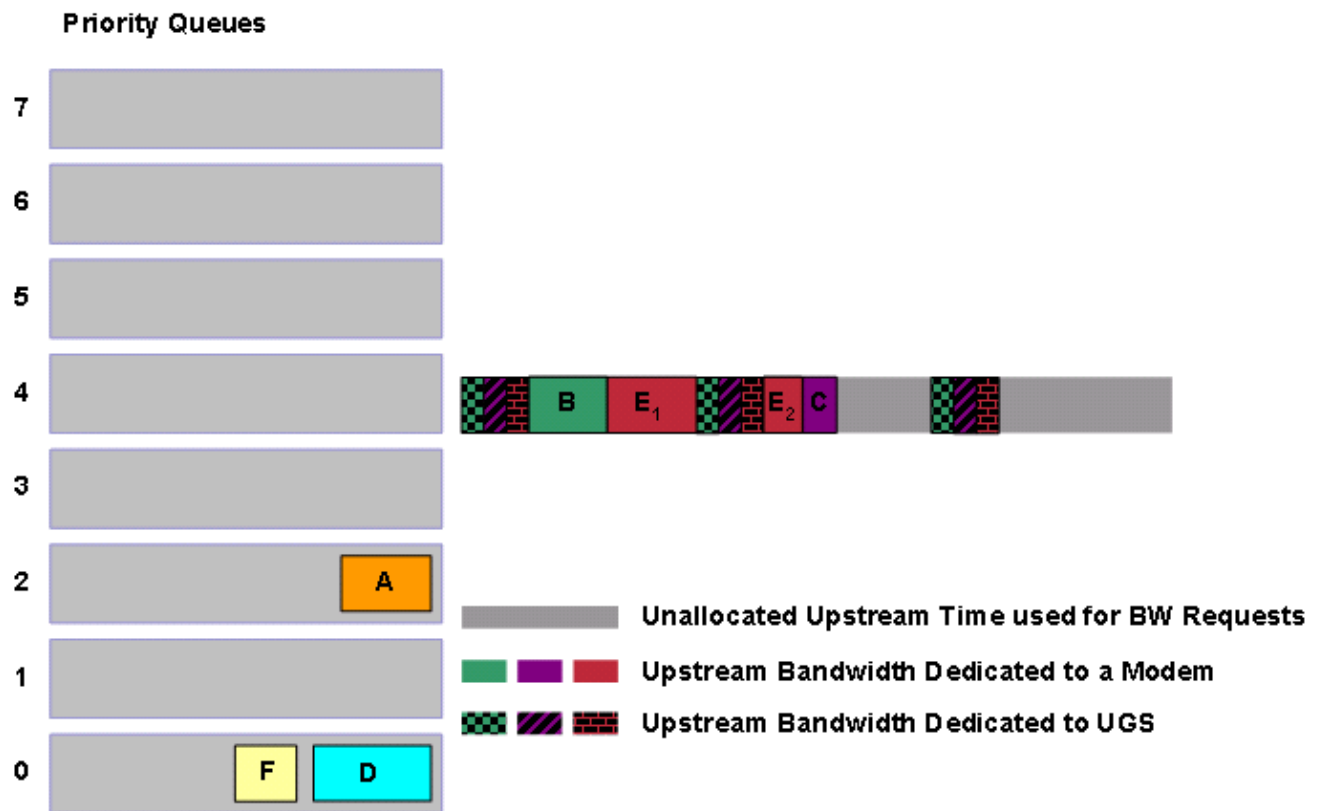 Priority Queues
7
6
5
4
B E1 E2 C
3
2 A
Unallocated Upstream Time used for BW Requests
1
Upstream Bandwidth Dedicated to a Modem
Upstream Bandwidth Dedicated to UGS
0 F D